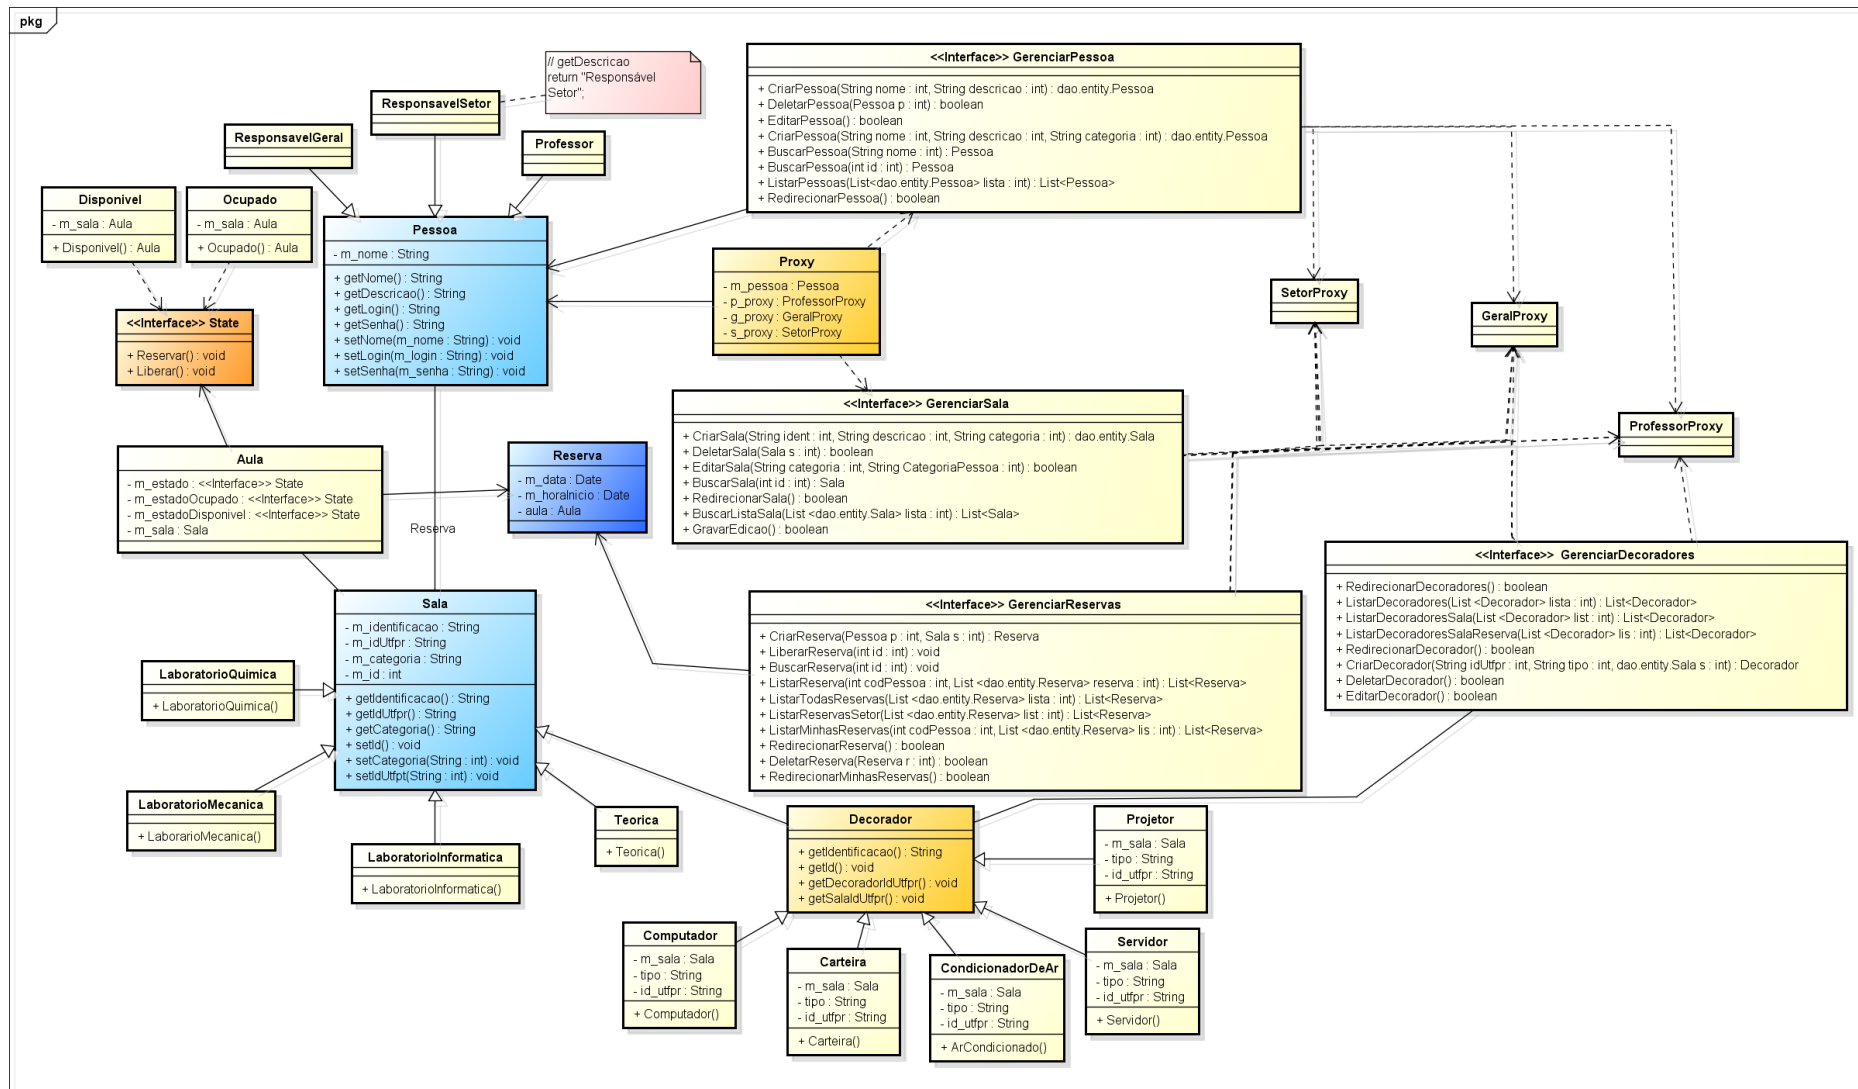 pkg
// getDescricao
return "Responsável
Setor";
ResponsavelSetor
ResponsavelGeral
Professor
<<Interface>> GerenciarPessoa
+ CriarPessoa(String nome : int, String descricao : int) : dao.entity.Pessoa
+ DeletarPessoa(Pessoa p : int) : boolean
+ EditarPessoa() : boolean
+ CriarPessoa(String nome : int, String descricao : int, String categoria : int) : dao.entity.Pessoa
+ BuscarPessoa(String nome : int) : Pessoa
+ BuscarPessoa(int id : int) : Pessoa
+ ListarPessoas(List<dao.entity.Pessoa> lista : int) : List<Pessoa>
+ RedirecionarPessoa() : boolean
Disponivel
- m_sala : Aula
+ Disponivel() : Aula
Ocupado
- m_sala : Aula
+ Ocupado() : Aula
Pessoa
- m_nome : String
+ getNome() : String
+ getDescricao() : String
+ getLogin() : String
+ getSenha() : String
+ setNome(m_nome : String) : void
+ setLogin(m_login : String) : void
+ setSenha(m_senha : String) : void
Proxy
- m_pessoa : Pessoa
- p_proxy : ProfessorProxy
- g_proxy : GeralProxy
- s_proxy : SetorProxy
SetorProxy
GeralProxy
ProfessorProxy
<<Interface>> State
+ Reservar() : void
+ Liberar() : void
<<Interface>> GerenciarSala
+ CriarSala(String ident : int, String descricao : int, String categoria : int) : dao.entity.Sala
+ DeletarSala(Sala s : int) : boolean
+ EditarSala(String categoria : int, String CategoriaPessoa : int) : boolean
+ BuscarSala(int id : int) : Sala
+ RedirecionarSala() : boolean
+ BuscarListaSala(List <dao.entity.Sala> lista : int) : List<Sala>
+ GravarEdicao() : boolean
Aula
- m_estado : <<Interface>> State
- m_estadoOcupado : <<Interface>> State
- m_estadoDisponivel : <<Interface>> State
- m_sala : Sala
Reserva
- m_data : Date
- m_horaInicio : Date
- aula : Aula
Reserva
<<Interface>> GerenciarReservas
+ CriarReserva(Pessoa p : int, Sala s : int) : Reserva
+ LiberarReserva(int id : int) : void
+ BuscarReserva(int id : int) : void
+ ListarReserva(int codPessoa : int, List <dao.entity.Reserva> reserva : int) : List<Reserva>
+ ListarTodasReservas(List <dao.entity.Reserva> lista : int) : List<Reserva>
+ ListarReservasSetor(List <dao.entity.Reserva> list : int) : List<Reserva>
+ ListarMinhasReservas(int codPessoa : int, List <dao.entity.Reserva> lis : int) : List<Reserva>
+ RedirecionarReserva() : boolean
+ DeletarReserva(Reserva r : int) : boolean
+ RedirecionarMinhasReservas() : boolean
<<Interface>> GerenciarDecoradores
+ RedirecionarDecoradores() : boolean
+ ListarDecoradores(List <Decorador> lista : int) : List<Decorador>
+ ListarDecoradoresSala(List <Decorador> list : int) : List<Decorador>
+ ListarDecoradoresSalaReserva(List <Decorador> lis : int) : List<Decorador>
+ RedirecionarDecorador() : boolean
+ CriarDecorador(String idUtfpr : int, String tipo : int, dao.entity.Sala s : int) : Decorador
+ DeletarDecorador() : boolean
+ EditarDecorador() : boolean
Sala
- m_identificacao : String
- m_idUtfpr : String
- m_categoria : String
- m_id : int
+ getIdentificacao() : String
+ getIdUtfpr() : String
+ getCategoria() : String
+ setId() : void
+ setCategoria(String : int) : void
+ setIdUtfpt(String : int) : void
LaboratorioQuimica
+ LaboratorioQuimica()
LaboratorioMecanica
+ LaborarioMecanica()
LaboratorioInformatica
+ LaboratorioInformatica()
Teorica
+ Teorica()
Decorador
+ getIdentificacao() : String
+ getId() : void
+ getDecoradorIdUtfpr() : void
+ getSalaIdUtfpr() : void
Projetor
- m_sala : Sala
- tipo : String
- id_utfpr : String
+ Projetor()
Computador
- m_sala : Sala
- tipo : String
- id_utfpr : String
+ Computador()
Carteira
- m_sala : Sala
- tipo : String
- id_utfpr : String
+ Carteira()
CondicionadorDeAr
- m_sala : Sala
- tipo : String
- id_utfpr : String
+ ArCondicionado()
Servidor
- m_sala : Sala
- tipo : String
- id_utfpr : String
+ Servidor()